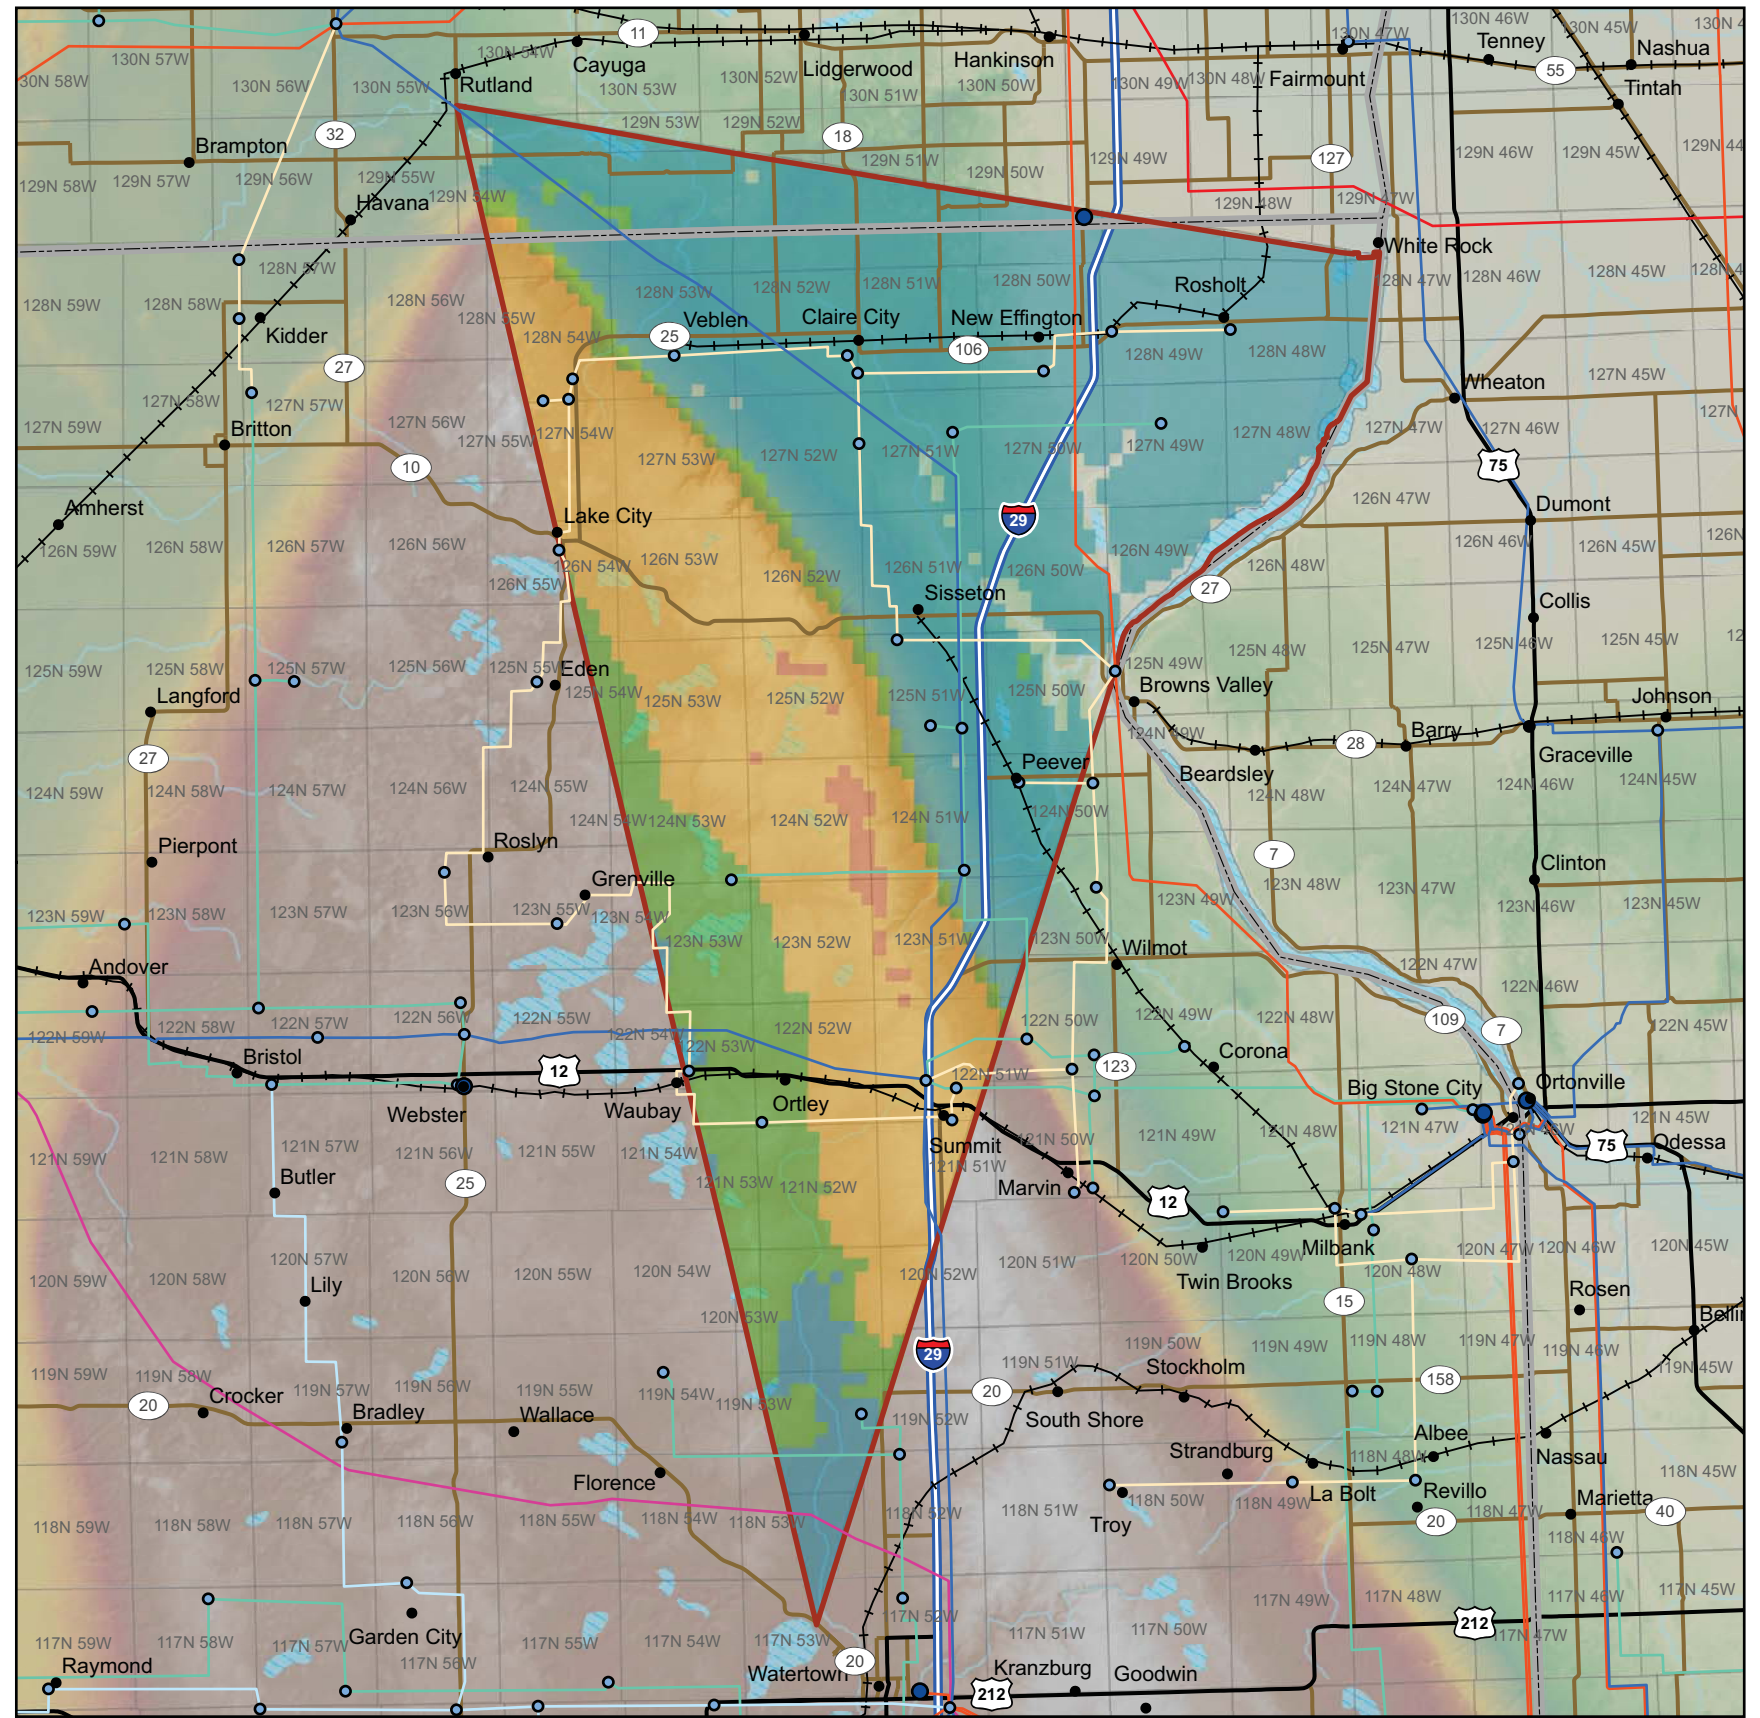 130N 46W
130N 45W
130N 4
11
130N 47W
130N 57W
130N 54W
Cayuga
Lidgerwood
Hankinson
Tenney
Nashua
55
30N 58W
130N 56W
130N 55W
Rutland
130N 53W
130N 52W
130N 51W
130N 50W
130N 49W
130N 48W
Fairmount
Tintah
32
129N 53W
129N 52W
18
Brampton
129N 51W
129N 50W
129N 49W
127
129N 46W
129N 45W
129N 44
129N 58W
129N 57W
129N 56W
129N 55W
129N 54W
Havana
129N 48W
129N 47W
White Rock
128N 57W
128N 59W
128N 58W
128N 56W
128N 55W
128N 54W
128N 53W
128N 52W
128N 51W
128N 50W
Rosholt
128N 47W
128N 46W
128N 45W
128N 4
Kidder
25
Veblen
Claire City
New Effington
106
128N 49W
128N 48W
27
127N 58W
127N 57W
127N 56W
Wheaton
127N 45W
127N
127N 59W
Britton
127N 55W
127N 54W
127N 53W
127N 52W
127N 51W
127N 50W
127N 49W
127N 48W
127N 47W
127N 46W
10
75
Amherst
Lake City
29
126N 47W
Dumont
126N 59W
126N 58W
126N 57W
126N 56W
126N 55W
126N 54W
126N 53W
126N 52W
126N 51W
126N 50W
126N 49W
126N 48W
126N 46W
126N 45W
126N
Sisseton
27
Collis
125N 59W
125N 58W
125N 57W
125N 56W
125N 55W
Eden
125N 54W
125N 53W
125N 52W
125N 51W
125N 50W
125N 49W
125N 48W
125N 47W
125N 46W
125N 45W
12
Langford
Browns Valley
Johnson
27
124N 49W
28
Barry
Graceville
Peever
Beardsley
124N 59W
124N 58W
124N 57W
124N 56W
124N 55W
124N 54W
124N 53W
124N 52W
124N 51W
124N 50W
124N 48W
124N 47W
124N 46W
124N 45W
Pierpont
Roslyn
7
Clinton
Grenville
123N 59W
123N 58W
123N 57W
123N 56W
123N 55W
123N 54W
123N 53W
123N 52W
123N 51W
123N 50W
123N 49W
123N 48W
123N 47W
123N 46W
123N 45W
Andover
Wilmot
122N 47W
122N 46W
122N 59W
122N 58W
122N 57W
122N 56W
122N 55W
122N 54W
122N 53W
122N 52W
122N 50W
122N 49W
122N 48W
109
7
122N 45W
Bristol
12
122N 51W
123
Corona
Big Stone City
Ortonville
Webster
Waubay
Ortley
Summit
121N 59W
121N 58W
121N 57W
121N 56W
121N 55W
121N 54W
121N 53W
121N 52W
121N 51W
121N 50W
121N 49W
121N 48W
121N 47W
121N 45W
75
Odessa
Butler
25
Marvin
12
Milbank
120N 59W
120N 58W
120N 57W
120N 56W
120N 55W
120N 54W
120N 53W
120N 52W
120N 51W
120N 50W
120N 49W
120N 48W
120N 47W
120N 46W
120N 45W
Lily
Twin Brooks
15
Rosen
Bellin
29
119N 59W
119N 58W
119N 57W
119N 56W
119N 55W
119N 54W
119N 53W
119N 52W
119N 51W
119N 50W
119N 49W
119N 48W
119N 47W
119N 46W
119N 45W
20
Crocker
Bradley
Wallace
20
Stockholm
South Shore
158
Albee
Strandburg
Nassau
Florence
118N 59W
118N 58W
118N 57W
118N 56W
118N 55W
118N 54W
118N 53W
118N 52W
118N 51W
118N 50W
118N 49W
118N 48W
118N 47W
118N 46W
118N 45W
Troy
La Bolt
Revillo
20
Marietta
40
117N 59W
117N 58W
117N 57W
Garden City
117N 56W
117N 55W
117N 54W
117N 53W
117N 52W
117N 51W
117N 50W
117N 49W
117N 48W
117N 47W
117N 46W
117N 45W
212
Raymond
Watertown
20
Kranzburg
Goodwin
212